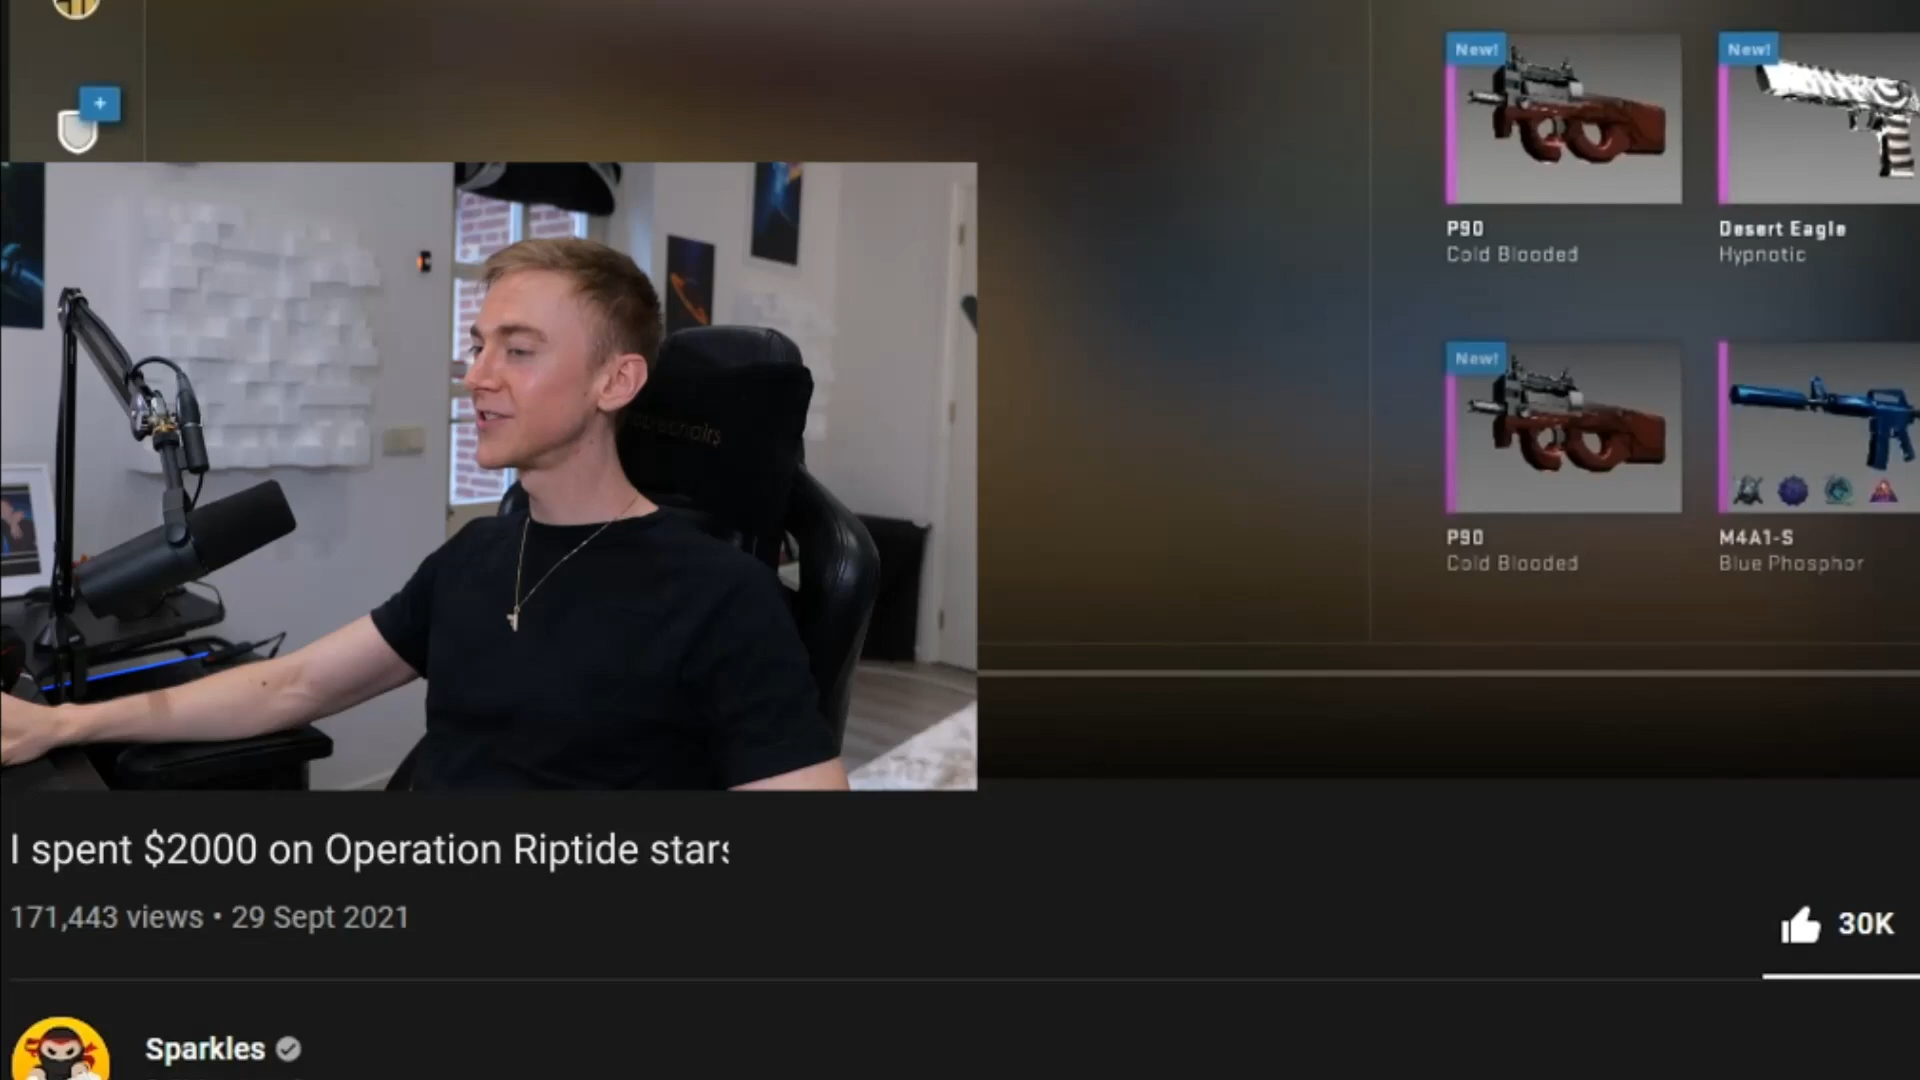 New!
New!
P90
Cold Blooded
Desert Eagle
Hypnotic
New!
P90
Cold Blooded
M4A1-S
Blue Phosphor
I spent $2000 on Operation Riptide stars
171,443 views • 29 Sept 2021
30K
Sparkles